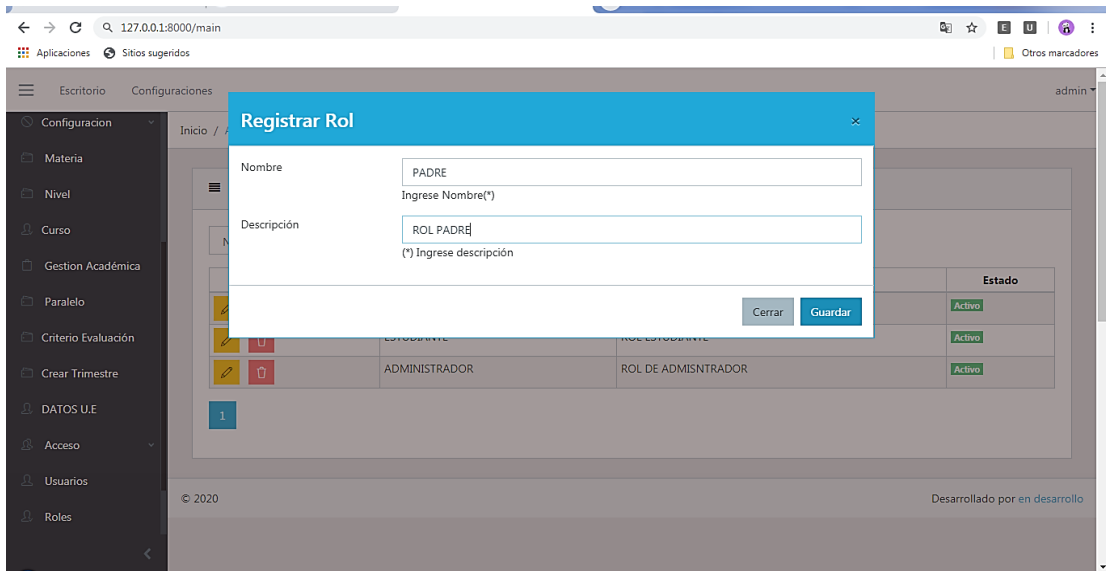 127.0.0.1:8000/main
E U
Aplicaciones Sitios sugeridos Otros marcadores
Escritorio Configuraciones admin
Configuracion
Materia
Nivel
Curso
Gestion Académica
Paralelo
Criterio Evaluación
Crear Trimestre
DATOS U.E
Acceso
Usuarios
Roles
Inicio /
Registrar Rol ×
Nombre PADRE
Ingrese Nombre(*)
Descripción ROL PADRE
(*) Ingrese descripción
Cerrar Guardar
Estado
Activo
ESTUDIANTE ROL ESTUDIANTE Activo
ADMINISTRADOR ROL DE ADMISNTRADOR Activo
1
© 2020 Desarrollado por en desarrollo